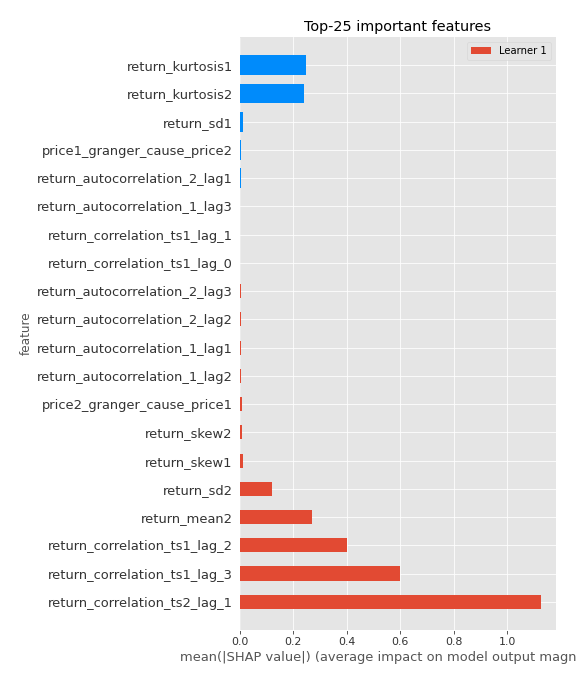 Top-25 important features
Learner 1
return_kurtosis1
return_kurtosis2
return_sd1
price1_granger_cause_price2
return_autocorrelation_2_lag1
return_autocorrelation_1_lag3
return_correlation_ts1_lag_1
return_correlation_ts1_lag_0
return_autocorrelation_2_lag3
return_autocorrelation_2_lag2
return_autocorrelation_1_lag1
return_autocorrelation_1_lag2
price2_granger_cause_price1
return_skew2
return_skew1
return_sd2
return_mean2
return_correlation_ts1_lag_2
return_correlation_ts1_lag_3
return_correlation_ts2_lag_1
feature
0.0 0.2 0.4 0.6 0.8 1.0
mean(|SHAP value|) (average impact on model output magn